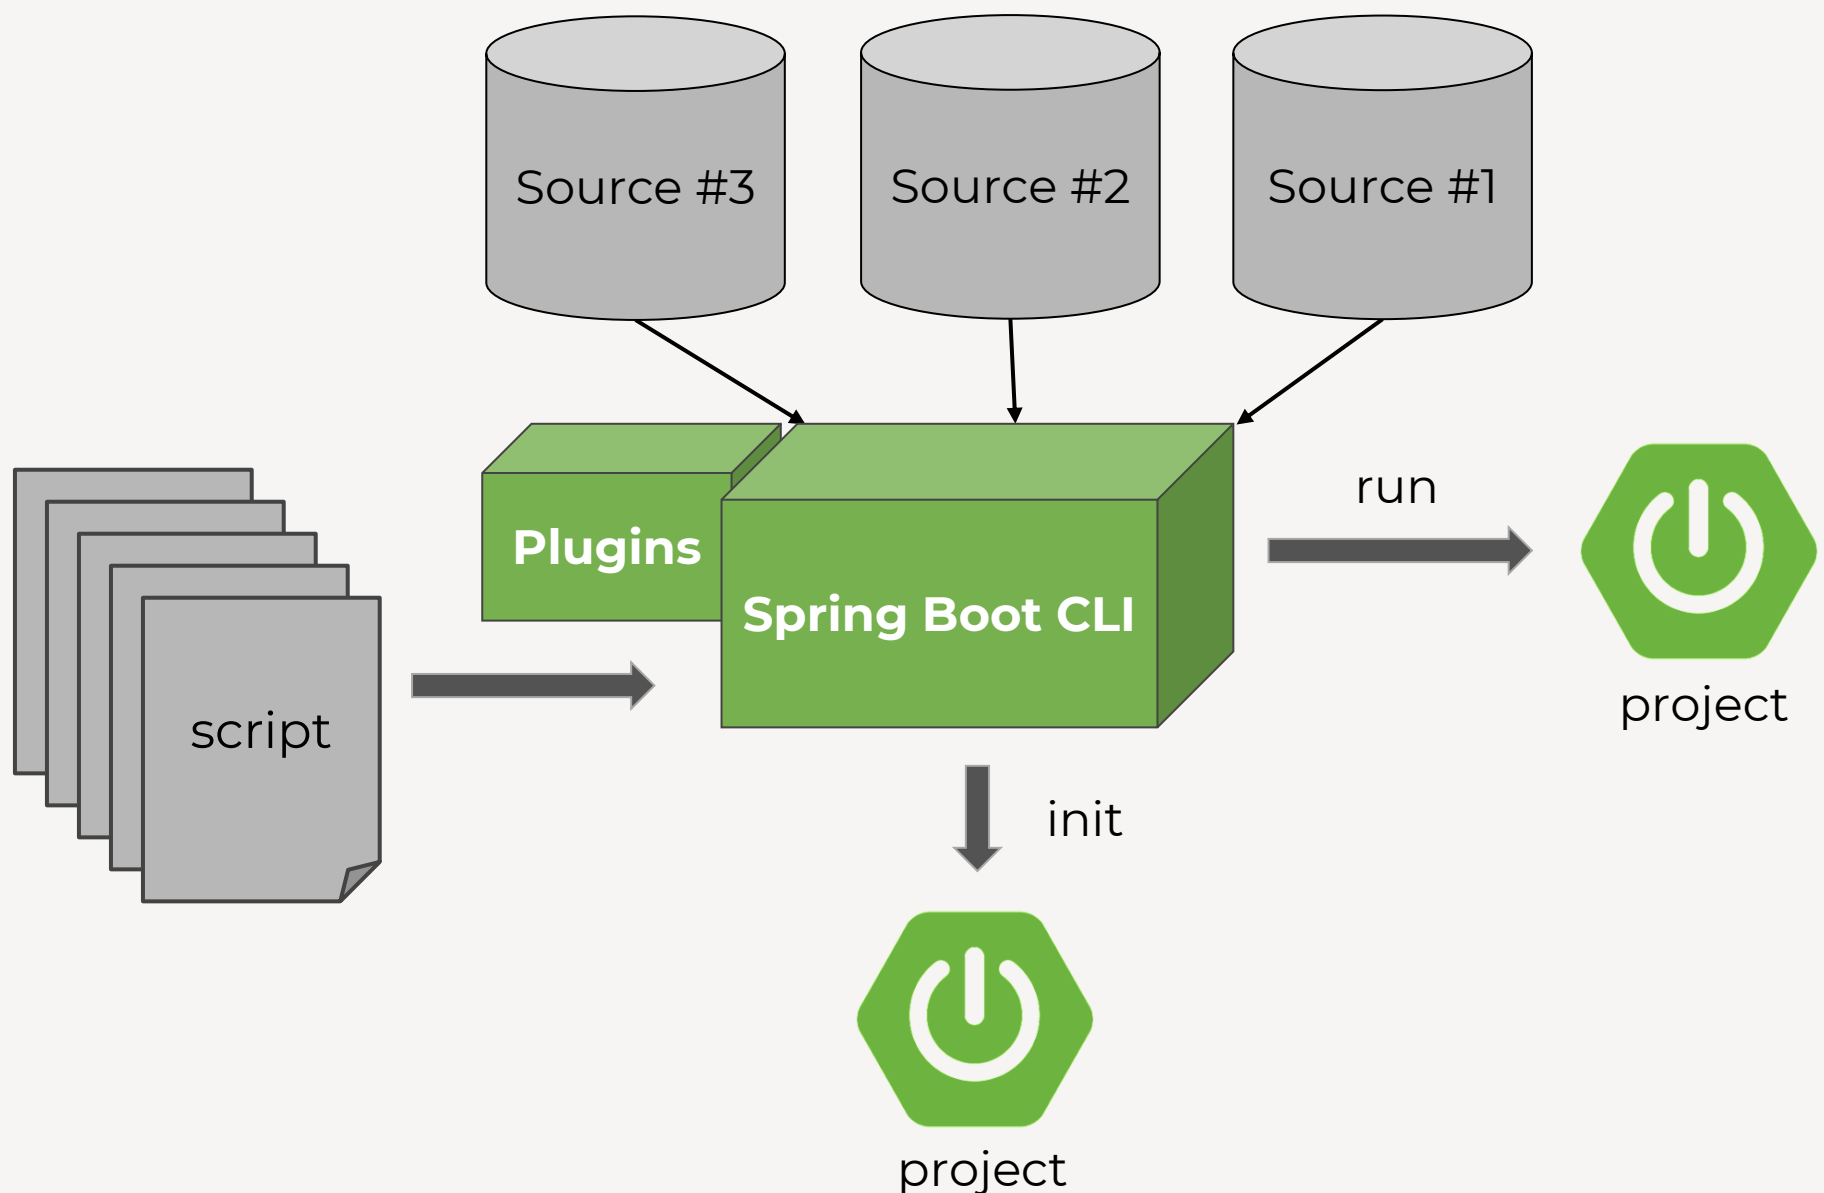 Source #3
Source #2
Source #1
run
Plugins
Spring Boot CLI
project
script
init
project